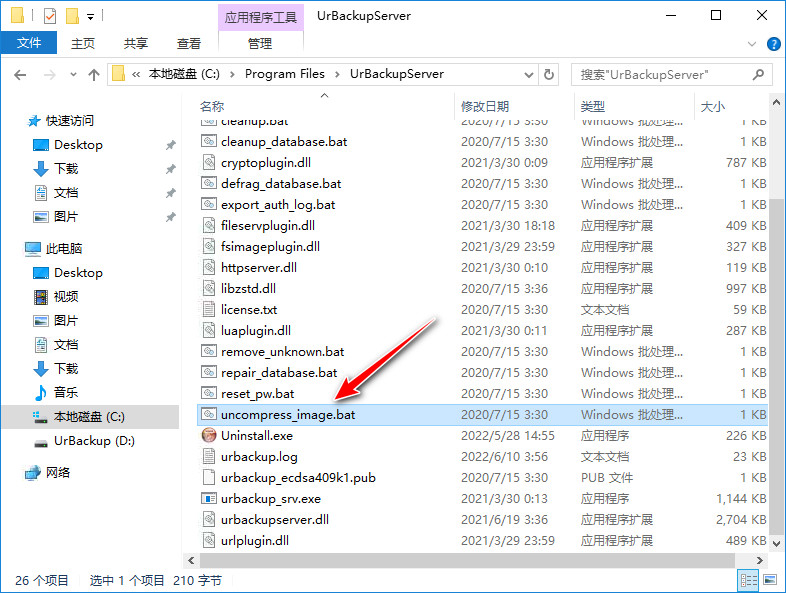 应用程序工具 UrBackupServer
文件 主页 共享 查看 管理
« 本地磁盘 (C:) › Program Files › UrBackupServer 搜索"UrBackupServer"
名称 修改日期 类型 大小
快速访问
Desktop
下载
文档
图片
此电脑
Desktop
视频
图片
文档
下载
音乐
本地磁盘 (C:)
UrBackup (D:)
网络
cleanup.bat 2020/7/15 3:30 Windows 批处理... 1 KB
cleanup_database.bat 2020/7/15 3:30 Windows 批处理... 1 KB
cryptoplugin.dll 2021/3/30 0:09 应用程序扩展 787 KB
defrag_database.bat 2020/7/15 3:30 Windows 批处理... 1 KB
export_auth_log.bat 2020/7/15 3:30 Windows 批处理... 1 KB
fileservplugin.dll 2021/3/30 18:18 应用程序扩展 409 KB
fsimageplugin.dll 2021/3/29 23:59 应用程序扩展 327 KB
httpserver.dll 2021/3/30 0:10 应用程序扩展 119 KB
libzstd.dll 2020/7/15 3:36 应用程序扩展 997 KB
license.txt 2020/7/15 3:30 文本文档 59 KB
luaplugin.dll 2021/3/30 0:11 应用程序扩展 287 KB
remove_unknown.bat 2020/7/15 3:30 Windows 批处理... 1 KB
repair_database.bat 2020/7/15 3:30 Windows 批处理... 1 KB
reset_pw.bat 2020/7/15 3:30 Windows 批处理... 1 KB
uncompress_image.bat 2020/7/15 3:30 Windows 批处理... 1 KB
Uninstall.exe 2022/5/28 14:55 应用程序 226 KB
urbackup.log 2022/6/10 3:56 文本文档 23 KB
urbackup_ecdsa409k1.pub 2020/7/15 3:30 PUB 文件 1 KB
urbackup_srv.exe 2021/3/30 0:13 应用程序 1,144 KB
urbackupserver.dll 2021/6/19 3:36 应用程序扩展 2,704 KB
urlplugin.dll 2021/3/29 23:59 应用程序扩展 489 KB
26 个项目 选中 1 个项目 210 字节